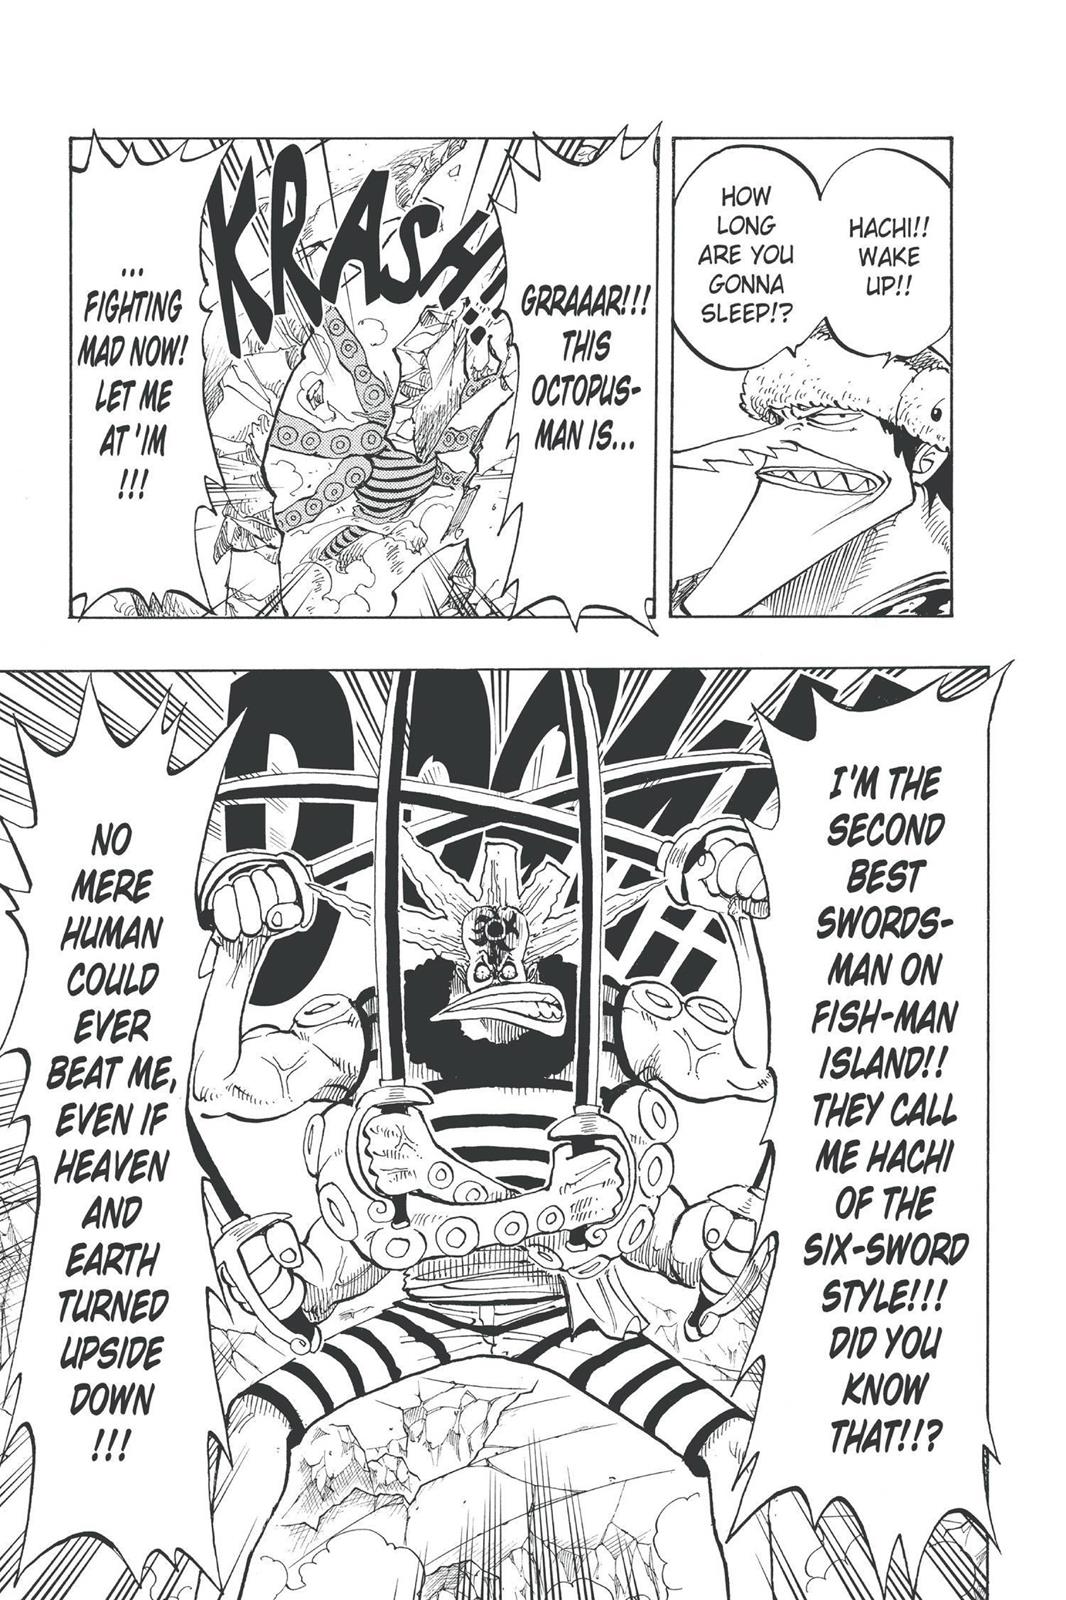 HACHI!!
WAKE
UP!!
HOW
LONG
ARE YOU
GONNA
SLEEP!?
GRRAAAR!!!
THIS
OCTOPUS-
MAN IS...
KRASH!!
...
FIGHTING
MAD NOW!
LET ME
AT 'IM
!!!
I'M THE
SECOND
BEST
SWORDS-
MAN ON
FISH-MAN
ISLAND!!
THEY CALL
ME HACHI
OF THE
SIX-SWORD
STYLE!!!
DID YOU
KNOW
THAT!!?
NO
MERE
HUMAN
COULD
EVER
BEAT ME,
EVEN IF
HEAVEN
AND
EARTH
TURNED
UPSIDE
DOWN
!!!